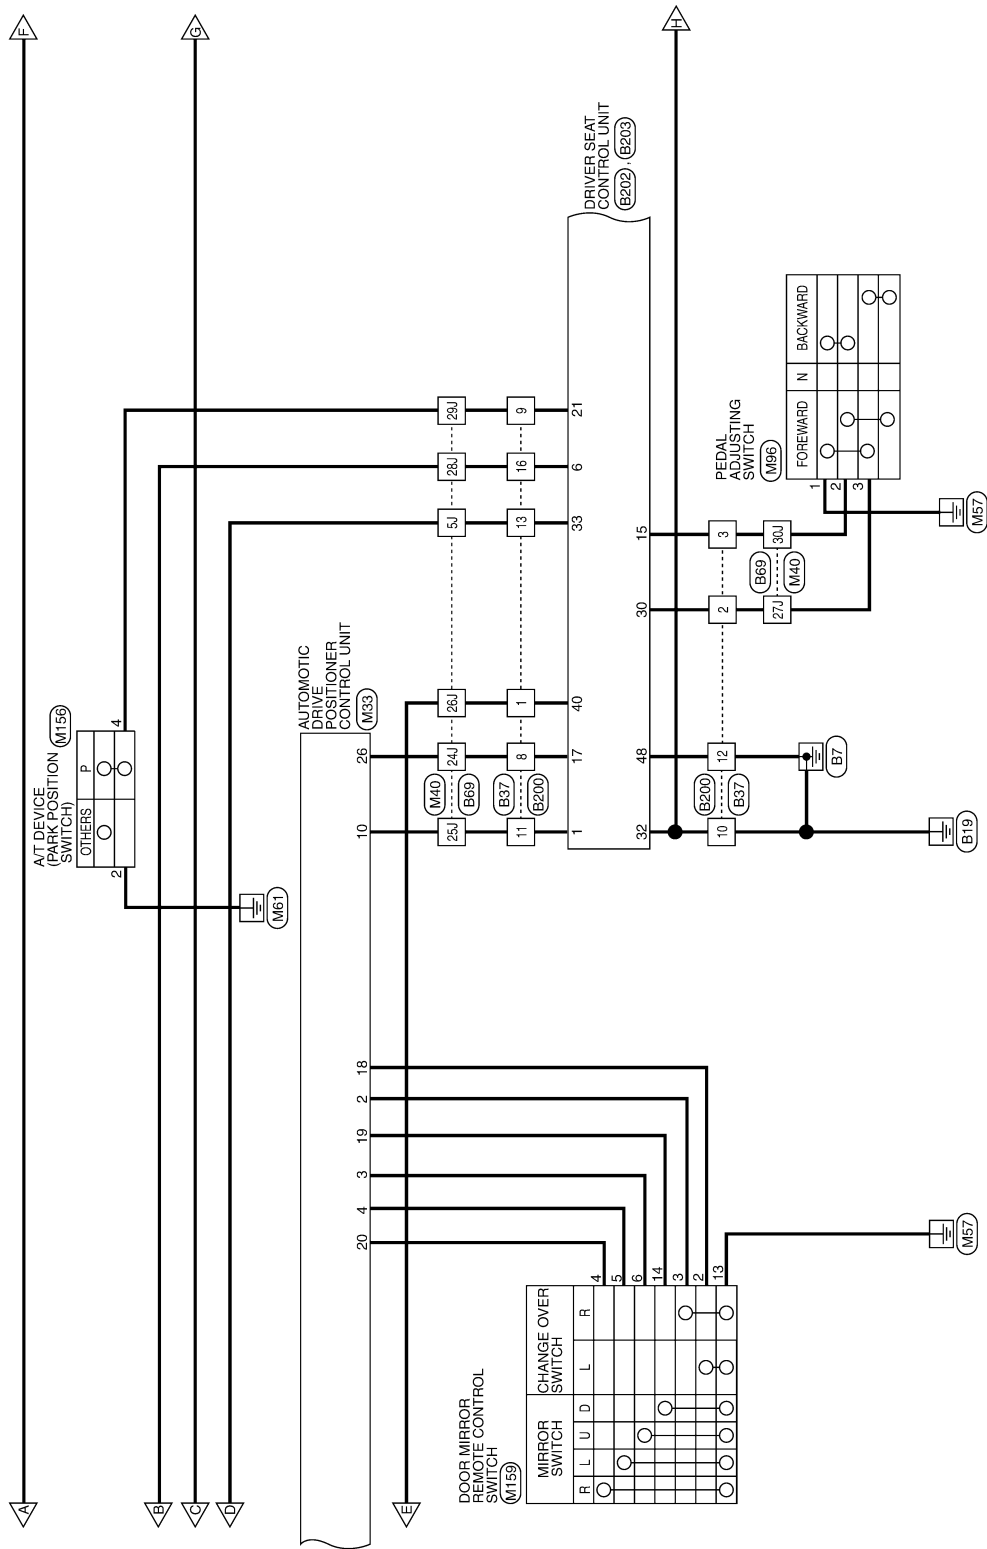 F
G
H
DRIVER SEAT
CONTROL UNIT
B202 , B203
29J
9
21
28J
16
6
5J
13
33
PEDAL
ADJUSTING
SWITCH
M96
FOREWARD
N
BACKWARD
1
2
3
M57
15
3
30J
B69
M40
30
2
27J
A/T DEVICE
(PARK POSITION
SWITCH)
M156
OTHERS
P
4
2
M61
AUTOMOTIC
DRIVE
POSITIONER
CONTROL UNIT
M33
26J
1
40
26
24J
8
17
M40
B69
B37
B200
10
25J
11
1
48
12
B7
B200
B37
32
10
B19
18
2
19
3
4
20
DOOR MIRROR
REMOTE CONTROL
SWITCH
M159
MIRROR
SWITCH
CHANGE OVER
SWITCH
R
L
U
D
L
R
4
5
6
14
3
2
13
M57
A
B
C
D
E